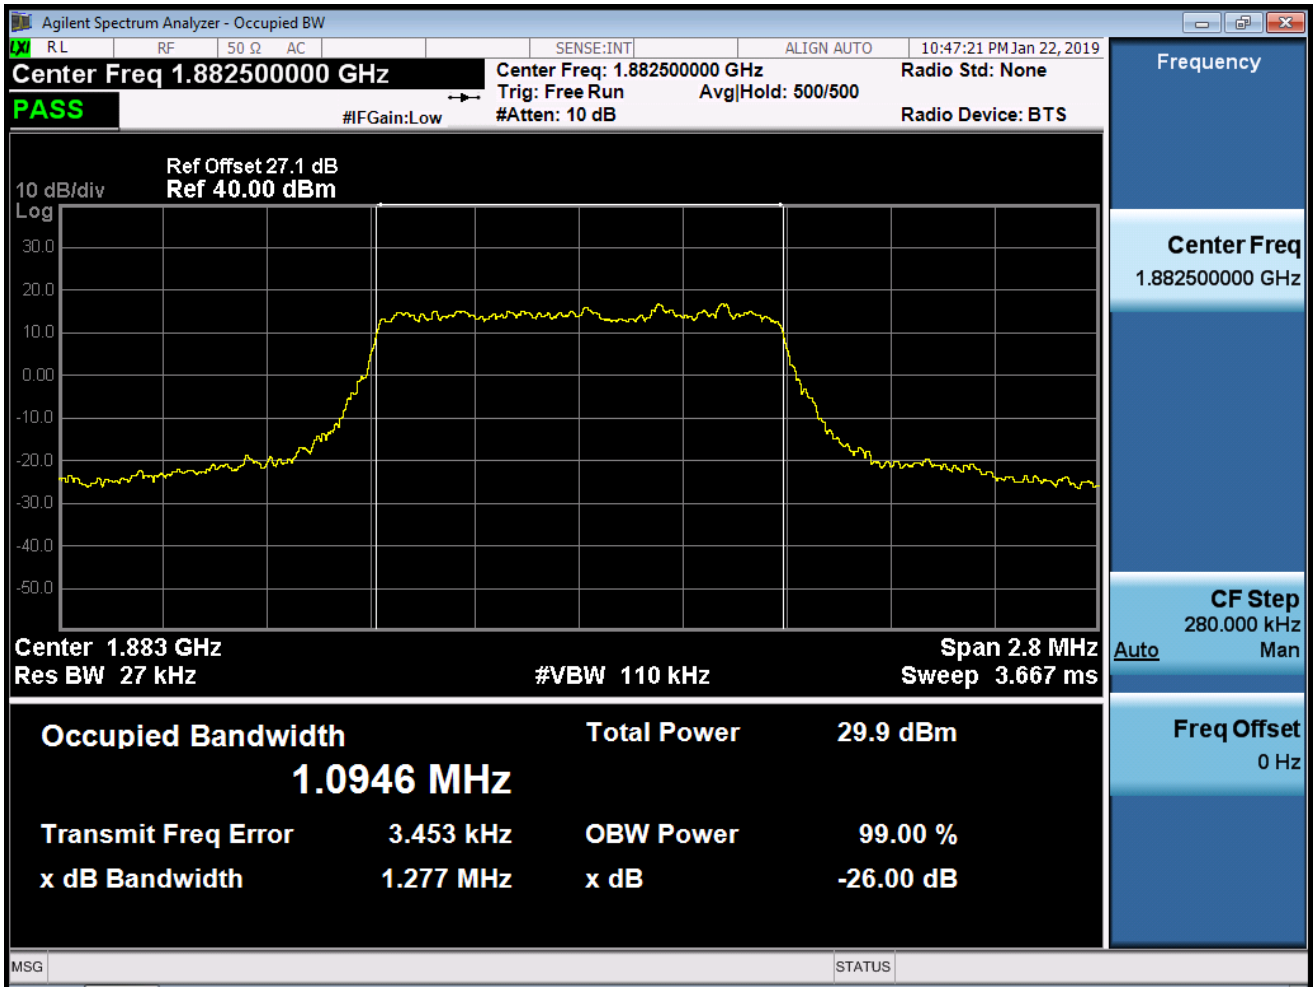 Agilent Spectrum Analyzer - Occupied BW
LXI RL RF 50 Ω AC SENSE:INT ALIGN AUTO 10:47:21 PM Jan 22, 2019
Center Freq 1.882500000 GHz
Center Freq: 1.882500000 GHz
Radio Std: None
Trig: Free Run Avg|Hold: 500/500
PASS
#IFGain:Low
#Atten: 10 dB
Radio Device: BTS
Ref Offset 27.1 dB
10 dB/div Ref 40.00 dBm
Log
30.0
20.0
10.0
0.00
-10.0
-20.0
-30.0
-40.0
-50.0
Center 1.883 GHz Span 2.8 MHz
Res BW 27 kHz #VBW 110 kHz Sweep 3.667 ms
Occupied Bandwidth Total Power 29.9 dBm
1.0946 MHz
Transmit Freq Error 3.453 kHz OBW Power 99.00 %
x dB Bandwidth 1.277 MHz x dB -26.00 dB
Frequency
Center Freq
1.882500000 GHz
CF Step
280.000 kHz
Auto Man
Freq Offset
0 Hz
MSG STATUS